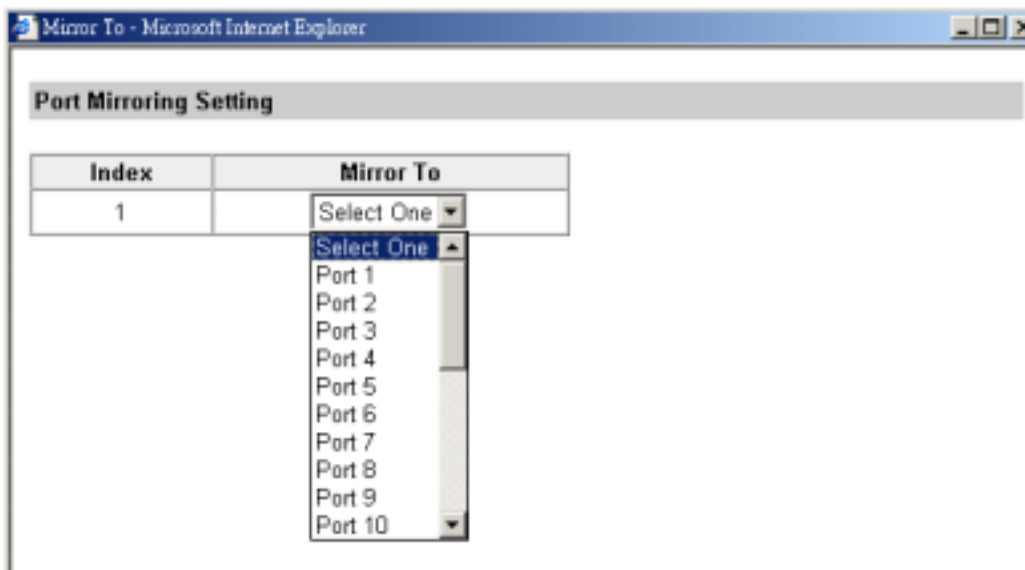 Mirror To - Microsoft Internet Explorer
Port Mirroring Setting
Index Mirror To
1 Select One
Select One
Port 1
Port 2
Port 3
Port 4
Port 5
Port 6
Port 7
Port 8
Port 9
Port 10